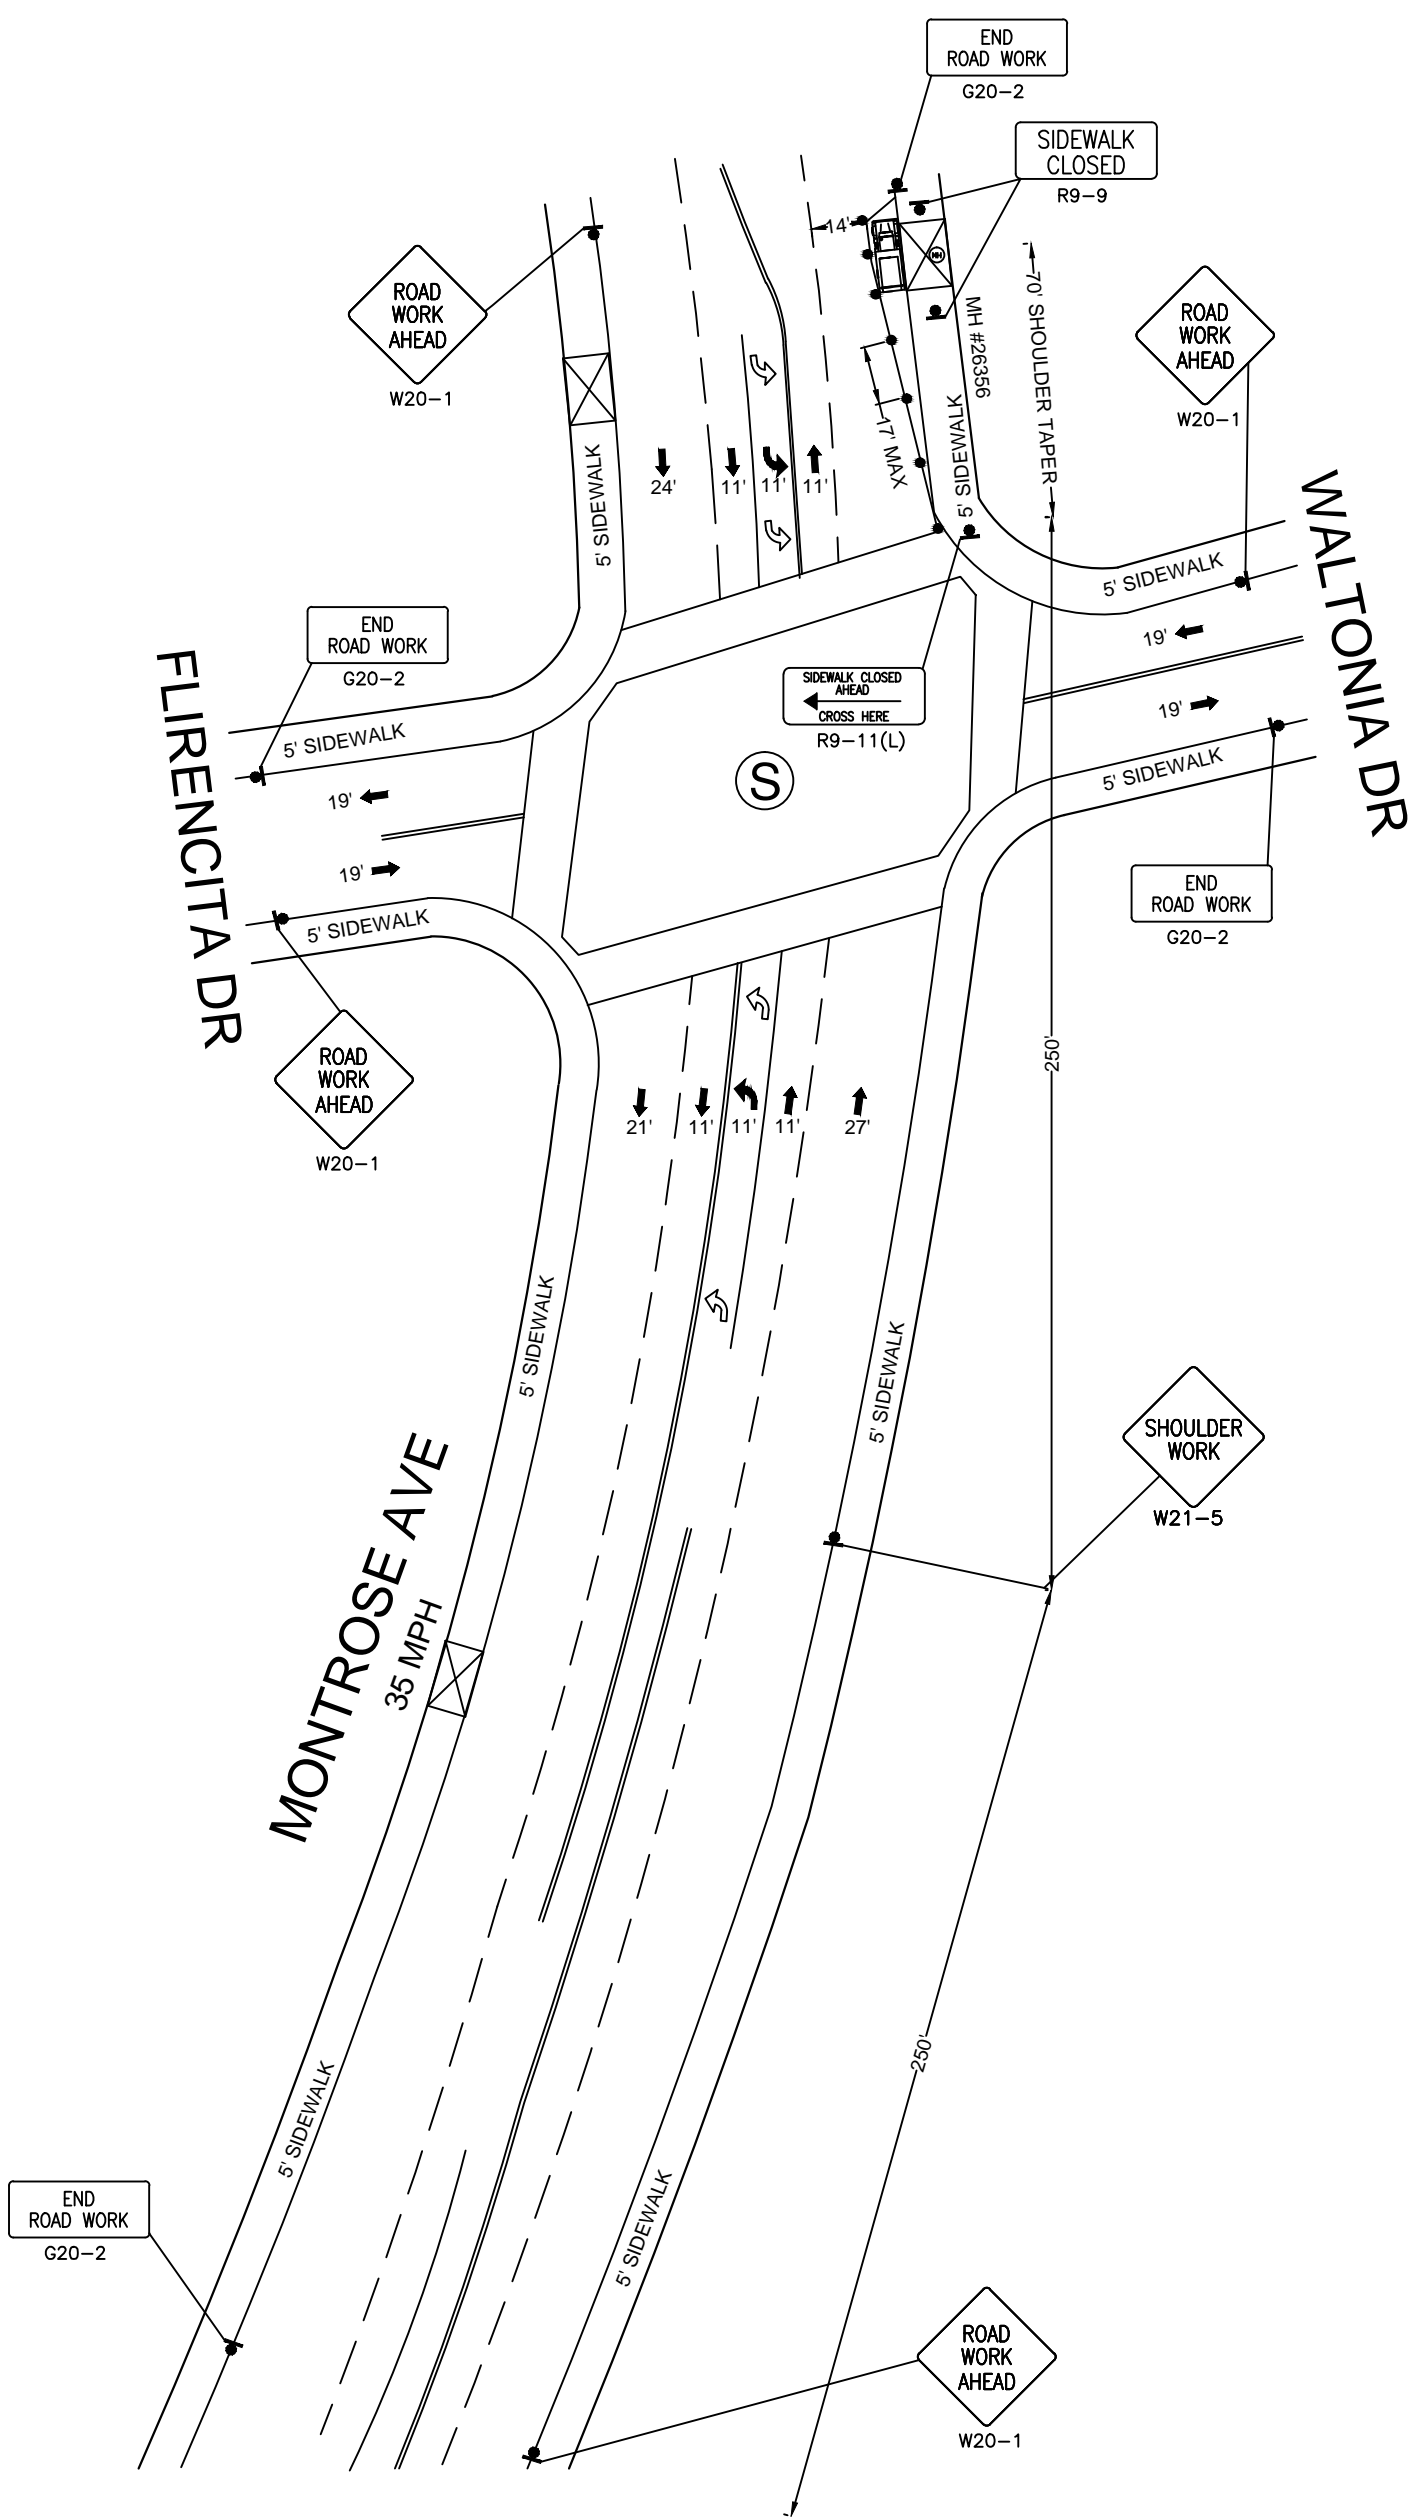 END
ROAD WORK
G20-2
SIDEWALK
CLOSED
R9-9
14'
MH
ROAD
WORK
AHEAD
W20-1
70' SHOULDER TAPER
MH #26356
ROAD
WORK
AHEAD
W20-1
17' MAX
5' SIDEWALK
5' SIDEWALK
24'
11'
11'
11'
WALTONIA DR
5' SIDEWALK
END
ROAD WORK
G20-2
19'
SIDEWALK CLOSED
AHEAD
CROSS HERE
R9-11(L)
19'
FLIRENCITA DR
5' SIDEWALK
S
5' SIDEWALK
19'
19'
END
ROAD WORK
G20-2
5' SIDEWALK
250'
ROAD
WORK
AHEAD
W20-1
21'
11'
11'
11'
27'
5' SIDEWALK
5' SIDEWALK
SHOULDER
WORK
W21-5
MONTROSE AVE
35 MPH
250'
5' SIDEWALK
5' SIDEWALK
END
ROAD WORK
G20-2
ROAD
WORK
AHEAD
W20-1